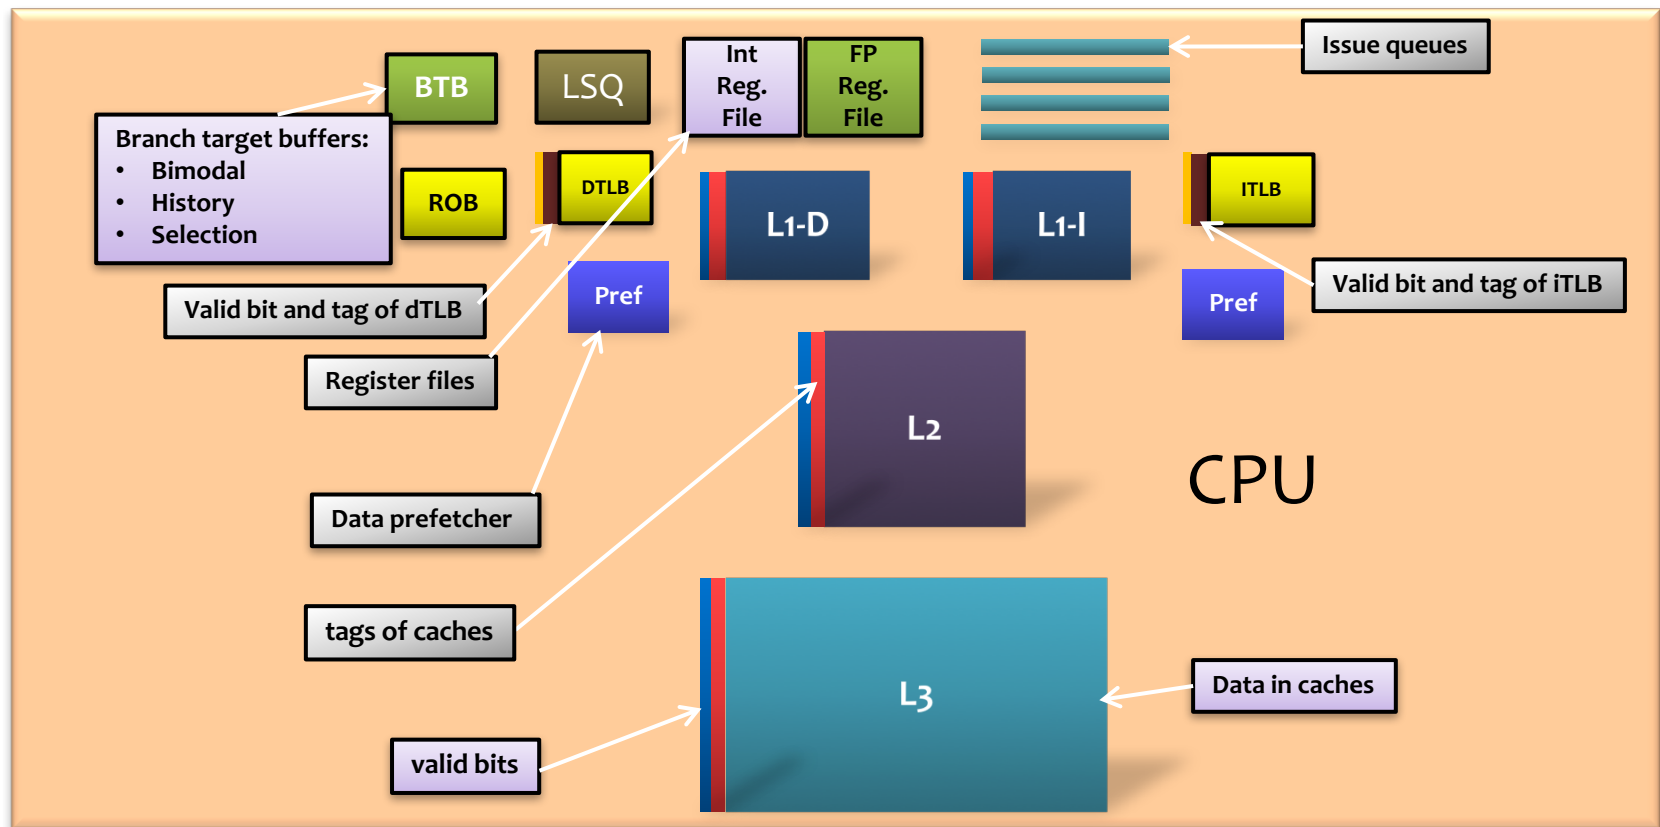 Issue queues
BTB
LSQ
Int
Reg.
File
FP
Reg.
File
Branch target buffers:
• Bimodal
• History
• Selection
ROB
DTLB
L1-D
L1-I
ITLB
Valid bit and tag of dTLB
Pref
Pref
Valid bit and tag of iTLB
Register files
L2
CPU
Data prefetcher
tags of caches
L3
Data in caches
valid bits